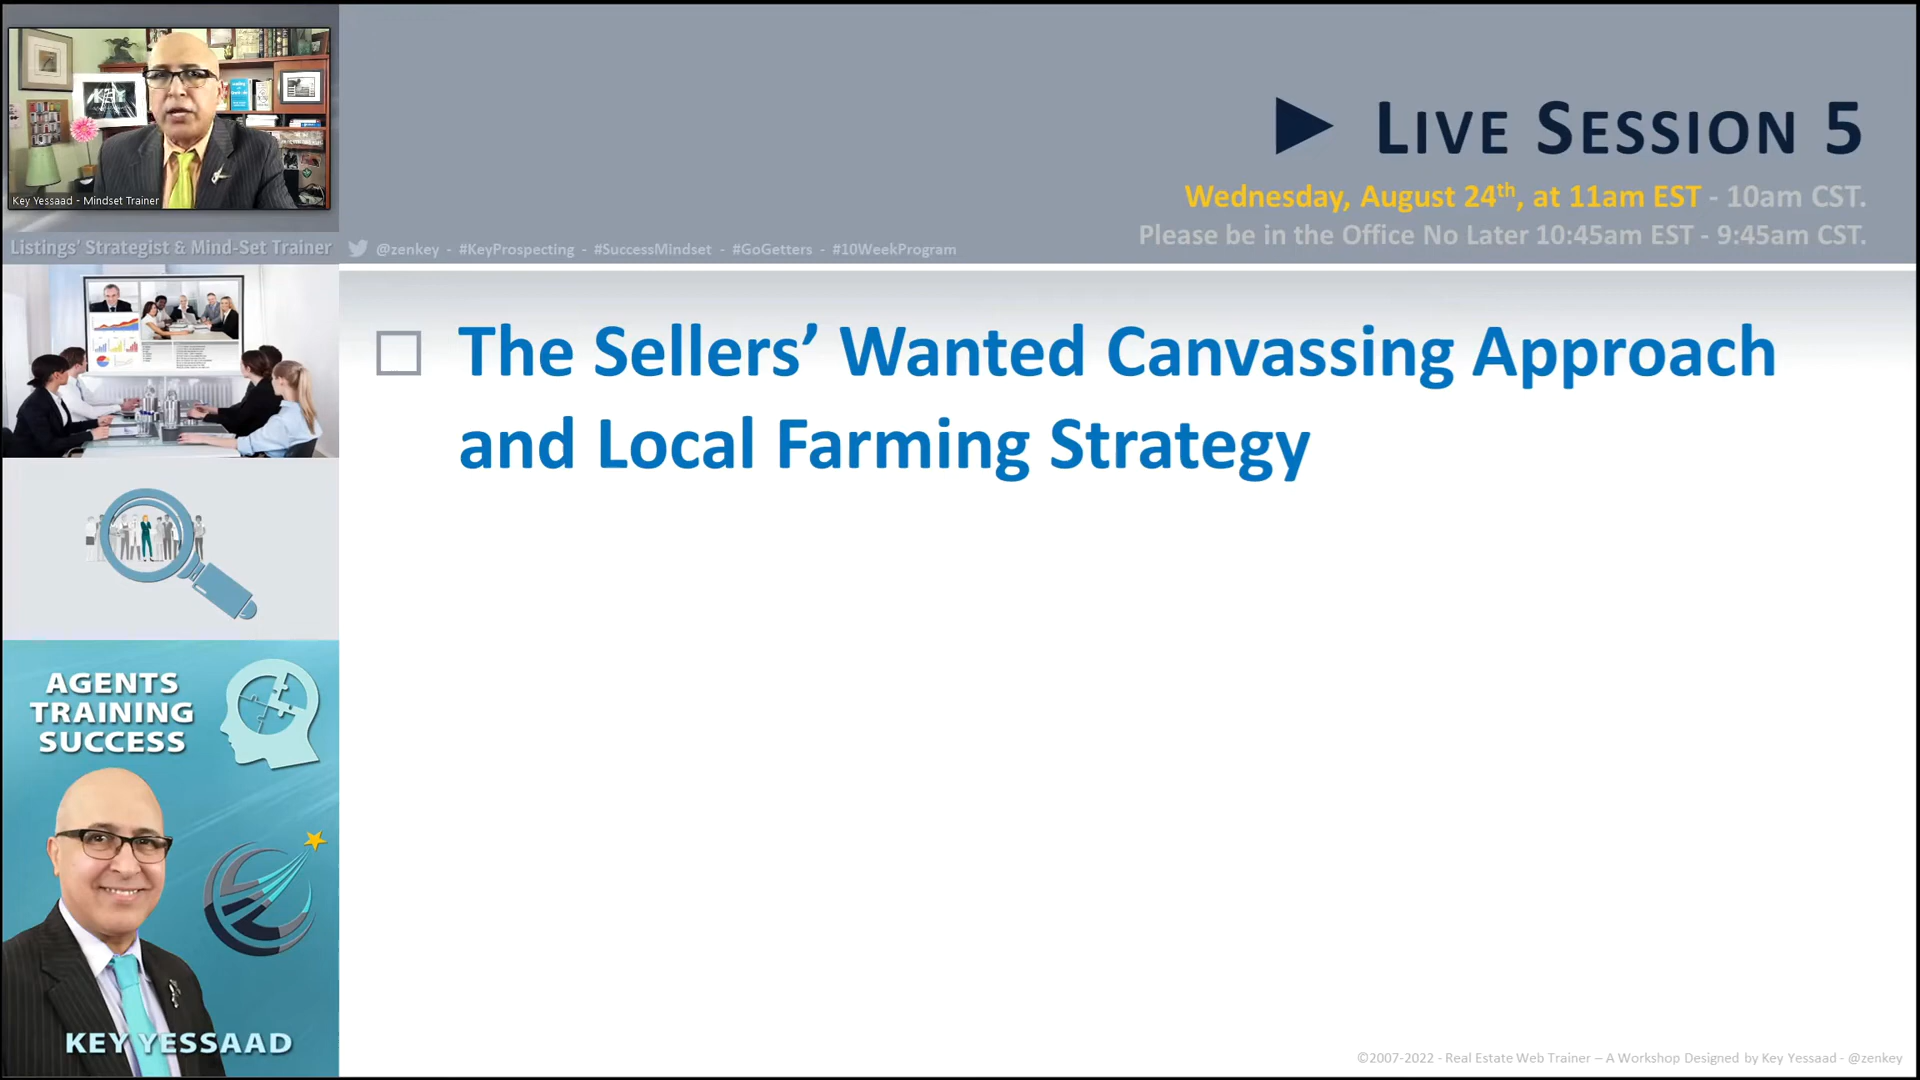 KEY
Key Yessaad - Mindset Trainer
Listings' Strategist & Mind-Set Trainer
► LIVE SESSION 5
Wednesday, August 24th, at 11am EST - 10am CST.
Please be in the Office No Later 10:45am EST - 9:45am CST.
@zenkey - #KeyProspecting - #SuccessMindset - #GoGetters - #10WeekProgram
☐ The Sellers’ Wanted Canvassing Approach
and Local Farming Strategy
AGENTS
TRAINING
SUCCESS
KEY YESSAAD
©2007-2022 - Real Estate Web Trainer – A Workshop Designed by Key Yessaad - @zenkey